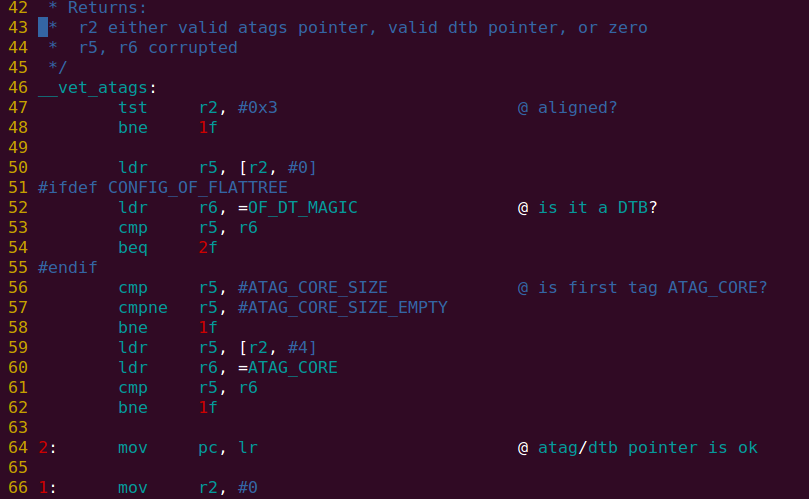 42  * Returns:
43  *  r2 either valid atags pointer, valid dtb pointer, or zero
44  *  r5, r6 corrupted
45  */
46 __vet_atags:
47         tst     r2, #0x3                        @ aligned?
48         bne     1f
49
50         ldr     r5, [r2, #0]
51 #ifdef CONFIG_OF_FLATTREE
52         ldr     r6, =OF_DT_MAGIC                @ is it a DTB?
53         cmp     r5, r6
54         beq     2f
55 #endif
56         cmp     r5, #ATAG_CORE_SIZE             @ is first tag ATAG_CORE?
57         cmpne   r5, #ATAG_CORE_SIZE_EMPTY
58         bne     1f
59         ldr     r5, [r2, #4]
60         ldr     r6, =ATAG_CORE
61         cmp     r5, r6
62         bne     1f
63
64 2:      mov     pc, lr                          @ atag/dtb pointer is ok
65
66 1:      mov     r2, #0